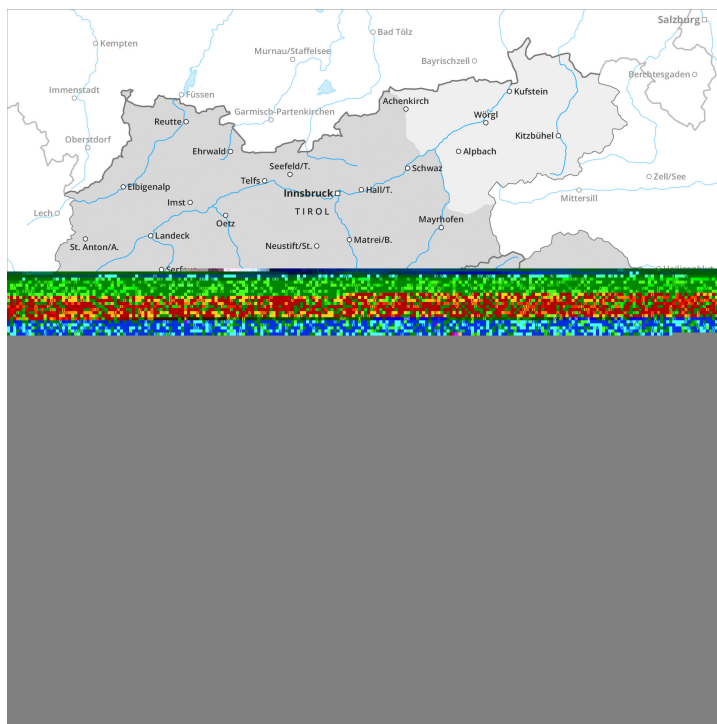 Salzburg
Bad Tölz
Kempten
Murnau/Staffelsee
Bayrischzell
Berchtesgaden
Immenstadt
Füssen
Kufstein
Achenkirch
Garmisch-Partenkirchen
Wörgl
Reutte
Kitzbühel
Oberstdorf
Ehrwald
Alpbach
Seefeld/T.
Schwaz
Zell/See
Telfs
Elbigenalp
Hall/T.
Innsbruck
Mittersill
Imst
TIROL
Lech
Mayrhofen
Oetz
Landeck
Matrei/B.
St. Anton/A.
Neustift/St.